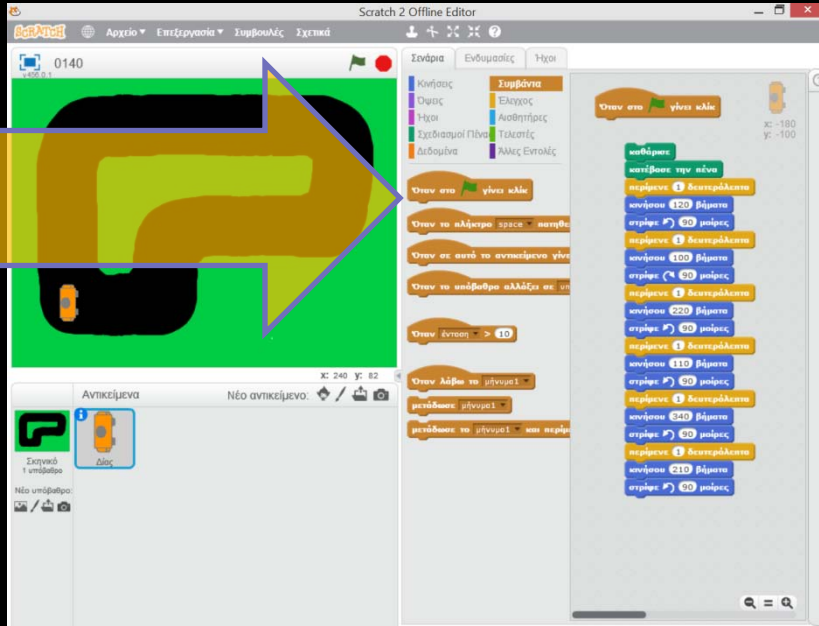 Scratch 2 Offline Editor
SCRATCH Αρχείο Επεξεργασία Συμβουλές Σχετικά
0140
v456.0.1
x: 240 y: 82
Αντικείμενα Νέο αντικείμενο:
Σκηνικό
1 υπόβαθρο
Δίας
Νέο υπόβαθρο:
Σενάρια Ενδυμασίες Ήχοι
Κινήσεις Συμβάντα
Όψεις Έλεγχος
Ήχοι Αισθητήρες
Σχεδιασμοί Πένας Τελεστές
Δεδομένα Άλλες Εντολές
Όταν στο γίνει κλικ
Όταν το πλήκτρο space πατηθε
Όταν σε αυτό το αντικείμενο γίνε
Όταν το υπόβαθρο αλλάξει σε υπ
Όταν ένταση > 10
Όταν λάβω το μήνυμα1
μετάδωσε μήνυμα1
μετάδωσε το μήνυμα1 και περίμ
Όταν στο γίνει κλικ
x: -180
y: -100
καθάρισε
κατέβασε την πένα
περίμενε 1 δευτερόλεπτα
κινήσου 120 βήματα
στρίψε 90 μοίρες
περίμενε 1 δευτερόλεπτα
κινήσου 100 βήματα
στρίψε 90 μοίρες
περίμενε 1 δευτερόλεπτα
κινήσου 220 βήματα
στρίψε 90 μοίρες
περίμενε 1 δευτερόλεπτα
κινήσου 110 βήματα
στρίψε 90 μοίρες
περίμενε 1 δευτερόλεπτα
κινήσου 340 βήματα
στρίψε 90 μοίρες
περίμενε 1 δευτερόλεπτα
κινήσου 210 βήματα
στρίψε 90 μοίρες